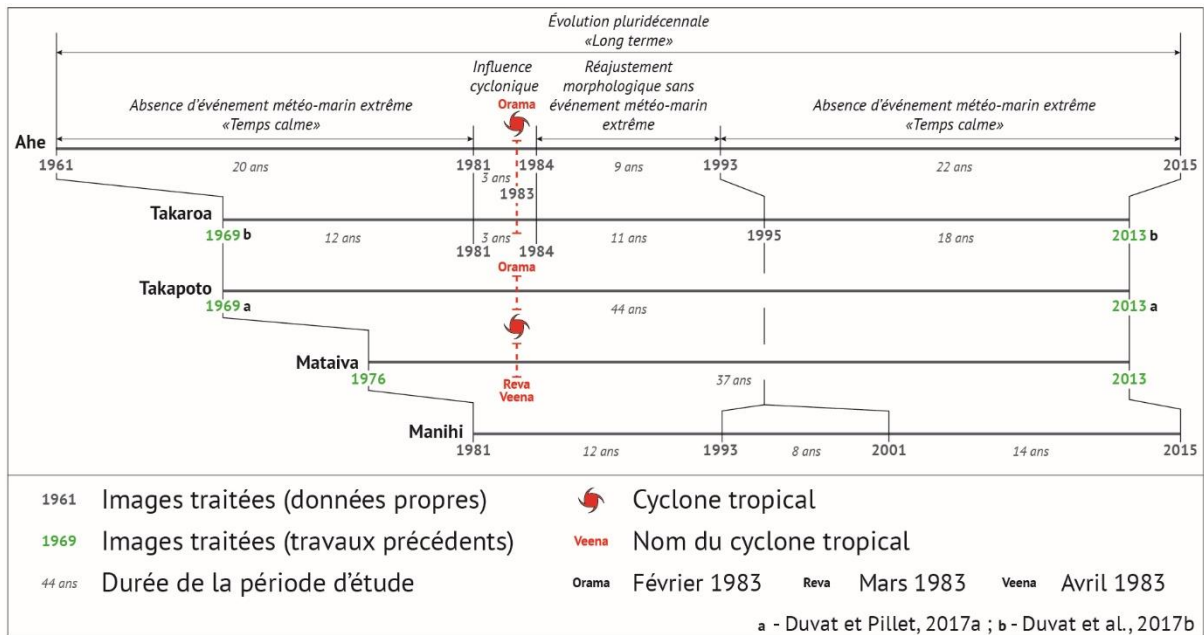 Évolution pluridécennale
«Long terme»
Influence
cyclonique
Réajustement
morphologique sans
événement météo-marin
extrême
Absence d'événement météo-marin extrême
«Temps calme»
Orama
Absence d'événement météo-marin extrême
«Temps calme»
Ahe
1961
20 ans
1981
3 ans
1983
1984
9 ans
1993
22 ans
2015
Takaroa
1969 b
12 ans
1981
3 ans
1984
11 ans
1995
18 ans
2013 b
Orama
Takapoto
1969 a
44 ans
2013 a
Mataiva
1976
Reva
Veena
37 ans
2013
Manihi
1981
12 ans
1993
8 ans
2001
14 ans
2015
1961 Images traitées (données propres)
Cyclone tropical
1969 Images traitées (travaux précédents)
Veena Nom du cyclone tropical
44 ans Durée de la période d'étude
Orama Février 1983 Reva Mars 1983 Veena Avril 1983
a - Duvat et Pillet, 2017a ; b - Duvat et al., 2017b